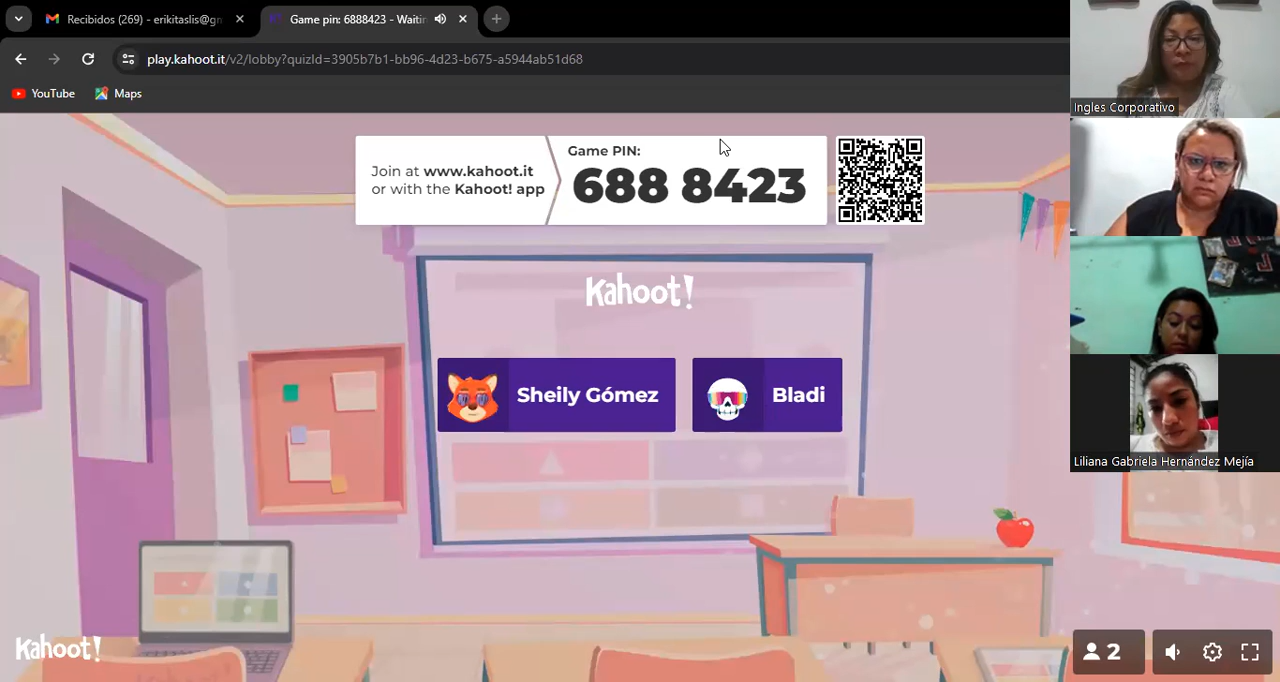 Recibidos (269) - erikitaslis@gn
Game pin: 6888423 - Waitin
play.kahoot.it/v2/lobby?quizId=3905b7b1-bb96-4d23-b675-a5944ab51d68
YouTube
Maps
Join at www.kahoot.it
or with the Kahoot! app
Game PIN:
688 8423
Kahoot!
Sheily Gómez
Bladi
Kahoot!
2
Ingles Corporativo
Liliana Gabriela Hernández Mejía